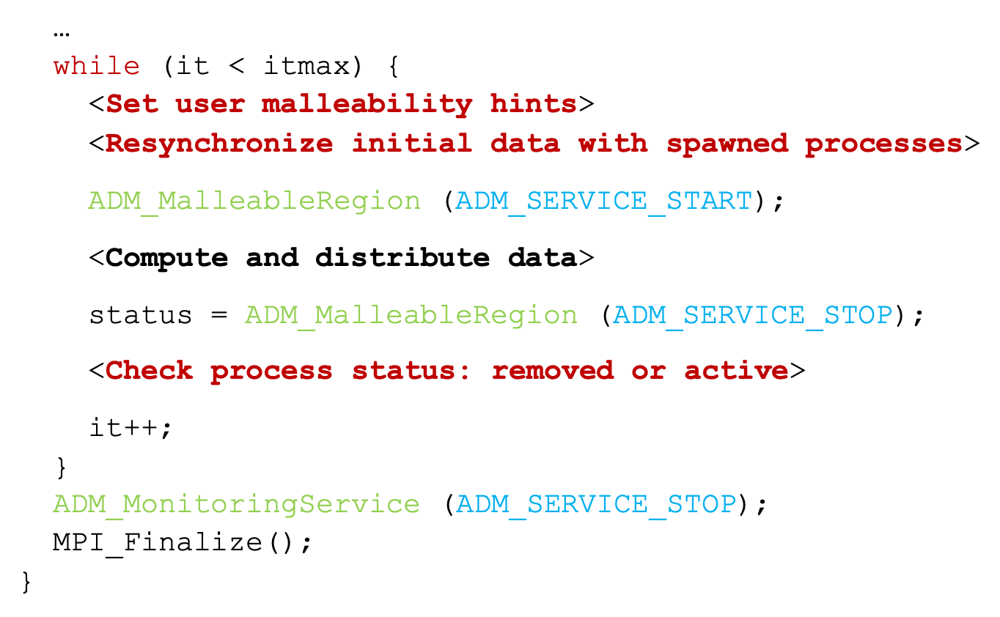 …
while (it < itmax) {
<Set user malleability hints>
<Resynchronize initial data with spawned processes>
ADM_MalleableRegion (ADM_SERVICE_START);
<Compute and distribute data>
status = ADM_MalleableRegion (ADM_SERVICE_STOP);
<Check process status: removed or active>
it++;
}
ADM_MonitoringService (ADM_SERVICE_STOP);
MPI_Finalize();
}